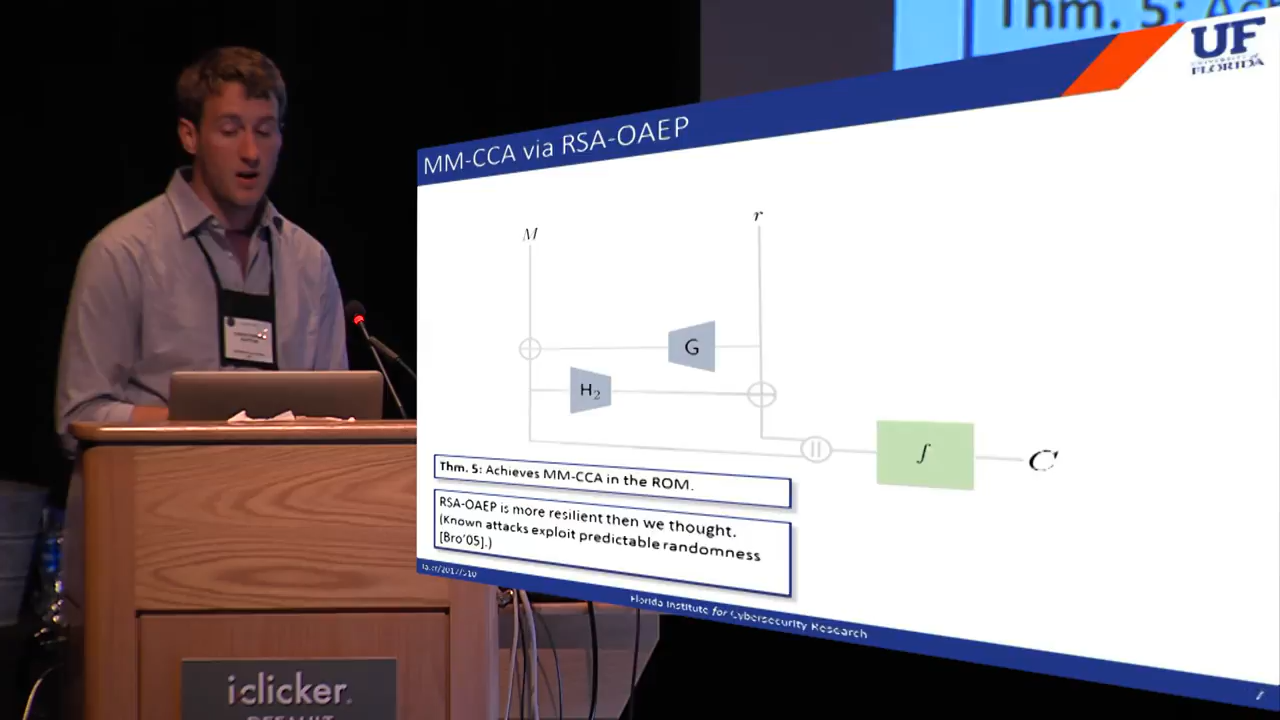 Thm. 5: Ac
UF
UNIVERSITY of
FLORIDA
MM-CCA via RSA-OAEP
M
r
G
H₂
||
f
C
Thm. 5: Achieves MM-CCA in the ROM.
RSA-OAEP is more resilient then we thought.
(Known attacks exploit predictable randomness
[Bro'05].)
Florida Institute for Cybersecurity Research
iclicker.